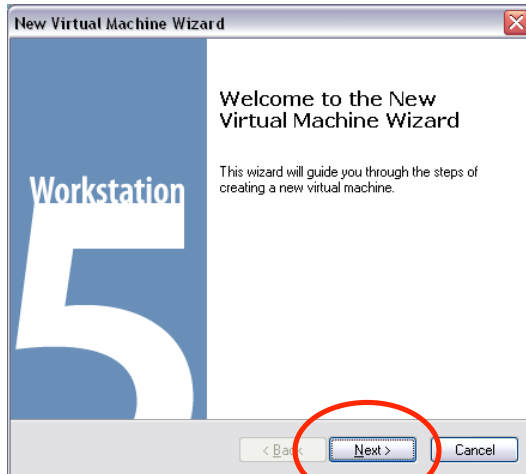 New Virtual Machine Wizard
Welcome to the New
Virtual Machine Wizard
This wizard will guide you through the steps of
creating a new virtual machine.
Workstation
5
< Back
Next >
Cancel